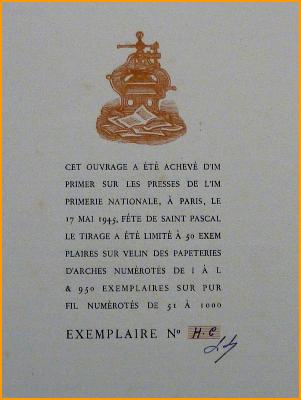 CET OUVRAGE A ÉTÉ ACHEVÉ D'IM
PRIMER SUR LES PRESSES DE L'IM
PRIMERIE NATIONALE, À PARIS, LE
17 MAI 1945, FÊTE DE SAINT PASCAL
LE TIRAGE A ÉTÉ LIMITÉ À 50 EXEM
PLAIRES SUR VELIN DES PAPETERIES
D'ARCHES NUMÉROTÉS DE I À L
& 950 EXEMPLAIRES SUR PUR
FIL NUMÉROTÉS DE 51 À 1000
EXEMPLAIRE Nº H.C